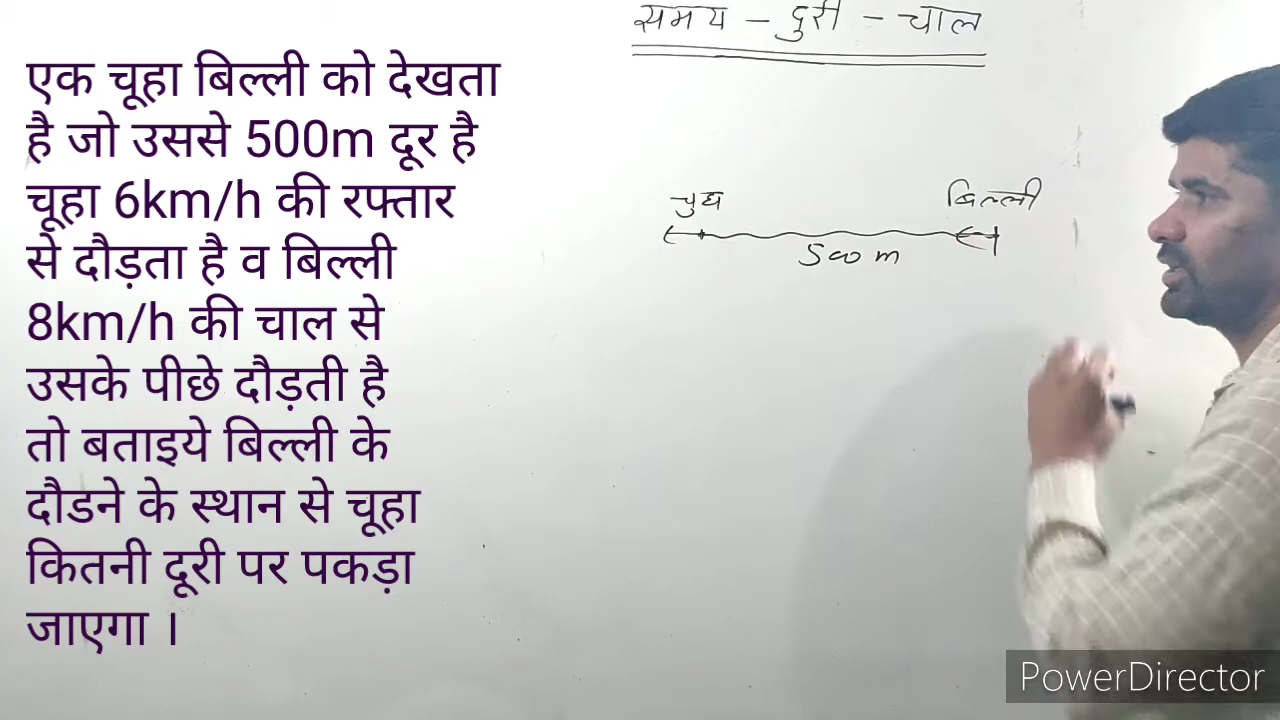 समय - दुरी - चाल
एक चूहा बिल्ली को देखता
है जो उससे 500m दूर है
चूहा 6km/h की रफ्तार
से दौड़ता है व बिल्ली
8km/h की चाल से
उसके पीछे दौड़ती है
तो बताइये बिल्ली के
दौडने के स्थान से चूहा
कितनी दूरी पर पकड़ा
जाएगा ।
बिल्ली
500 m
PowerDirector